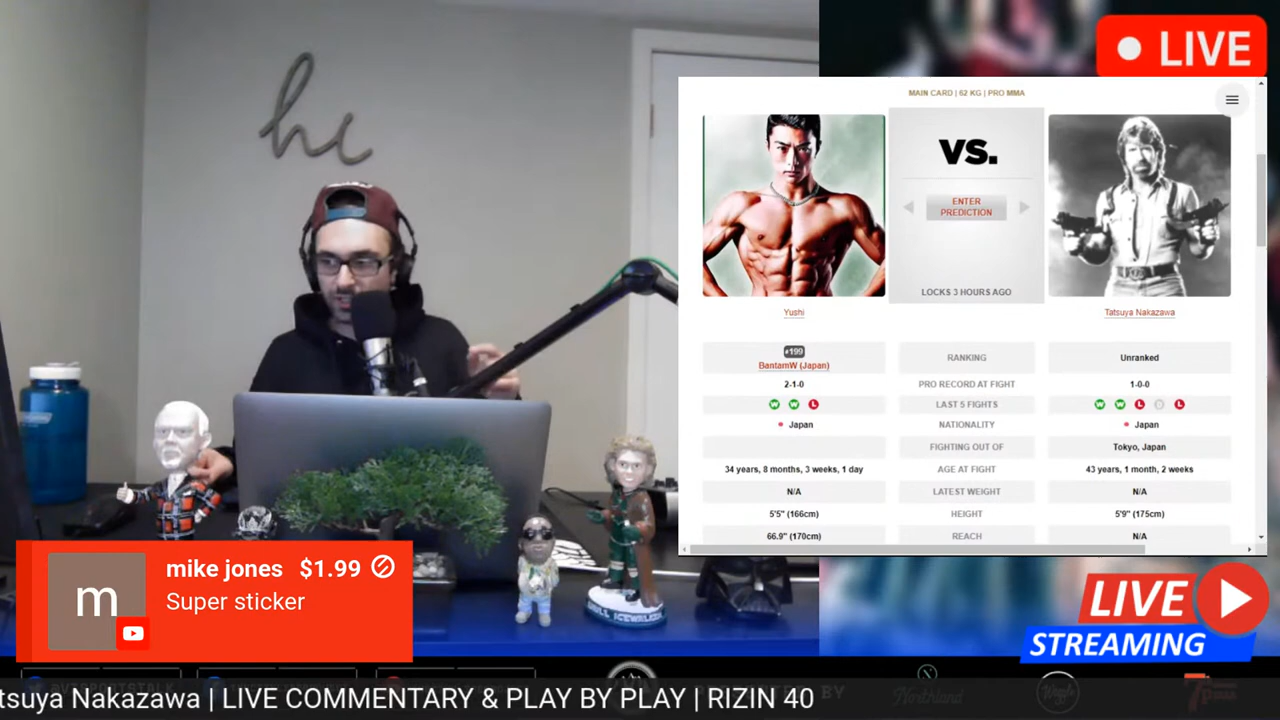 hi
LIVE
MAIN CARD | 62 KG | PRO MMA
VS.
ENTER
PREDICTION
LOCKS 3 HOURS AGO
Yushi
Tatsuya Nakazawa
#199
BantamW (Japan)
RANKING
Unranked
2-1-0
PRO RECORD AT FIGHT
1-0-0
W W L
LAST 5 FIGHTS
W W L D L
Japan
NATIONALITY
Japan
FIGHTING OUT OF
Tokyo, Japan
34 years, 8 months, 3 weeks, 1 day
AGE AT FIGHT
43 years, 1 month, 2 weeks
N/A
LATEST WEIGHT
N/A
5'5" (166cm)
HEIGHT
5'9" (175cm)
66.9" (170cm)
REACH
N/A
m
mike jones $1.99
Super sticker
LIVE
STREAMING
BY
Northland
tsuya Nakazawa | LIVE COMMENTARY & PLAY BY PLAY | RIZIN 40